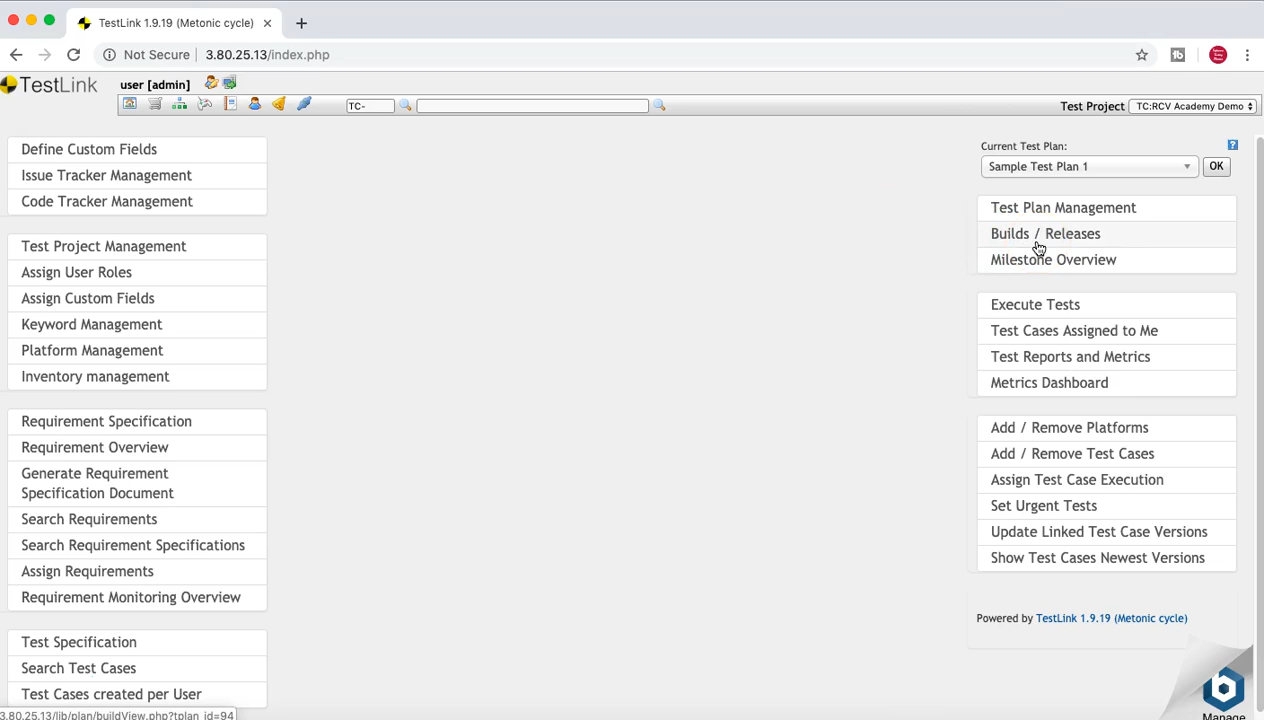 TestLink 1.9.19 (Metonic cycle)
Not Secure 3.80.25.13/index.php
TestLink
user [admin]
TC-
Test Project TC:RCV Academy Demo
Define Custom Fields
Issue Tracker Management
Code Tracker Management
Test Project Management
Assign User Roles
Assign Custom Fields
Keyword Management
Platform Management
Inventory management
Requirement Specification
Requirement Overview
Generate Requirement
Specification Document
Search Requirements
Search Requirement Specifications
Assign Requirements
Requirement Monitoring Overview
Test Specification
Search Test Cases
Test Cases created per User
3.80.25.13/lib/plan/buildView.php?tplan_id=94
Current Test Plan:
?
Sample Test Plan 1
OK
Test Plan Management
Builds / Releases
Milestone Overview
Execute Tests
Test Cases Assigned to Me
Test Reports and Metrics
Metrics Dashboard
Add / Remove Platforms
Add / Remove Test Cases
Assign Test Case Execution
Set Urgent Tests
Update Linked Test Case Versions
Show Test Cases Newest Versions
Powered by TestLink 1.9.19 (Metonic cycle)
Manage